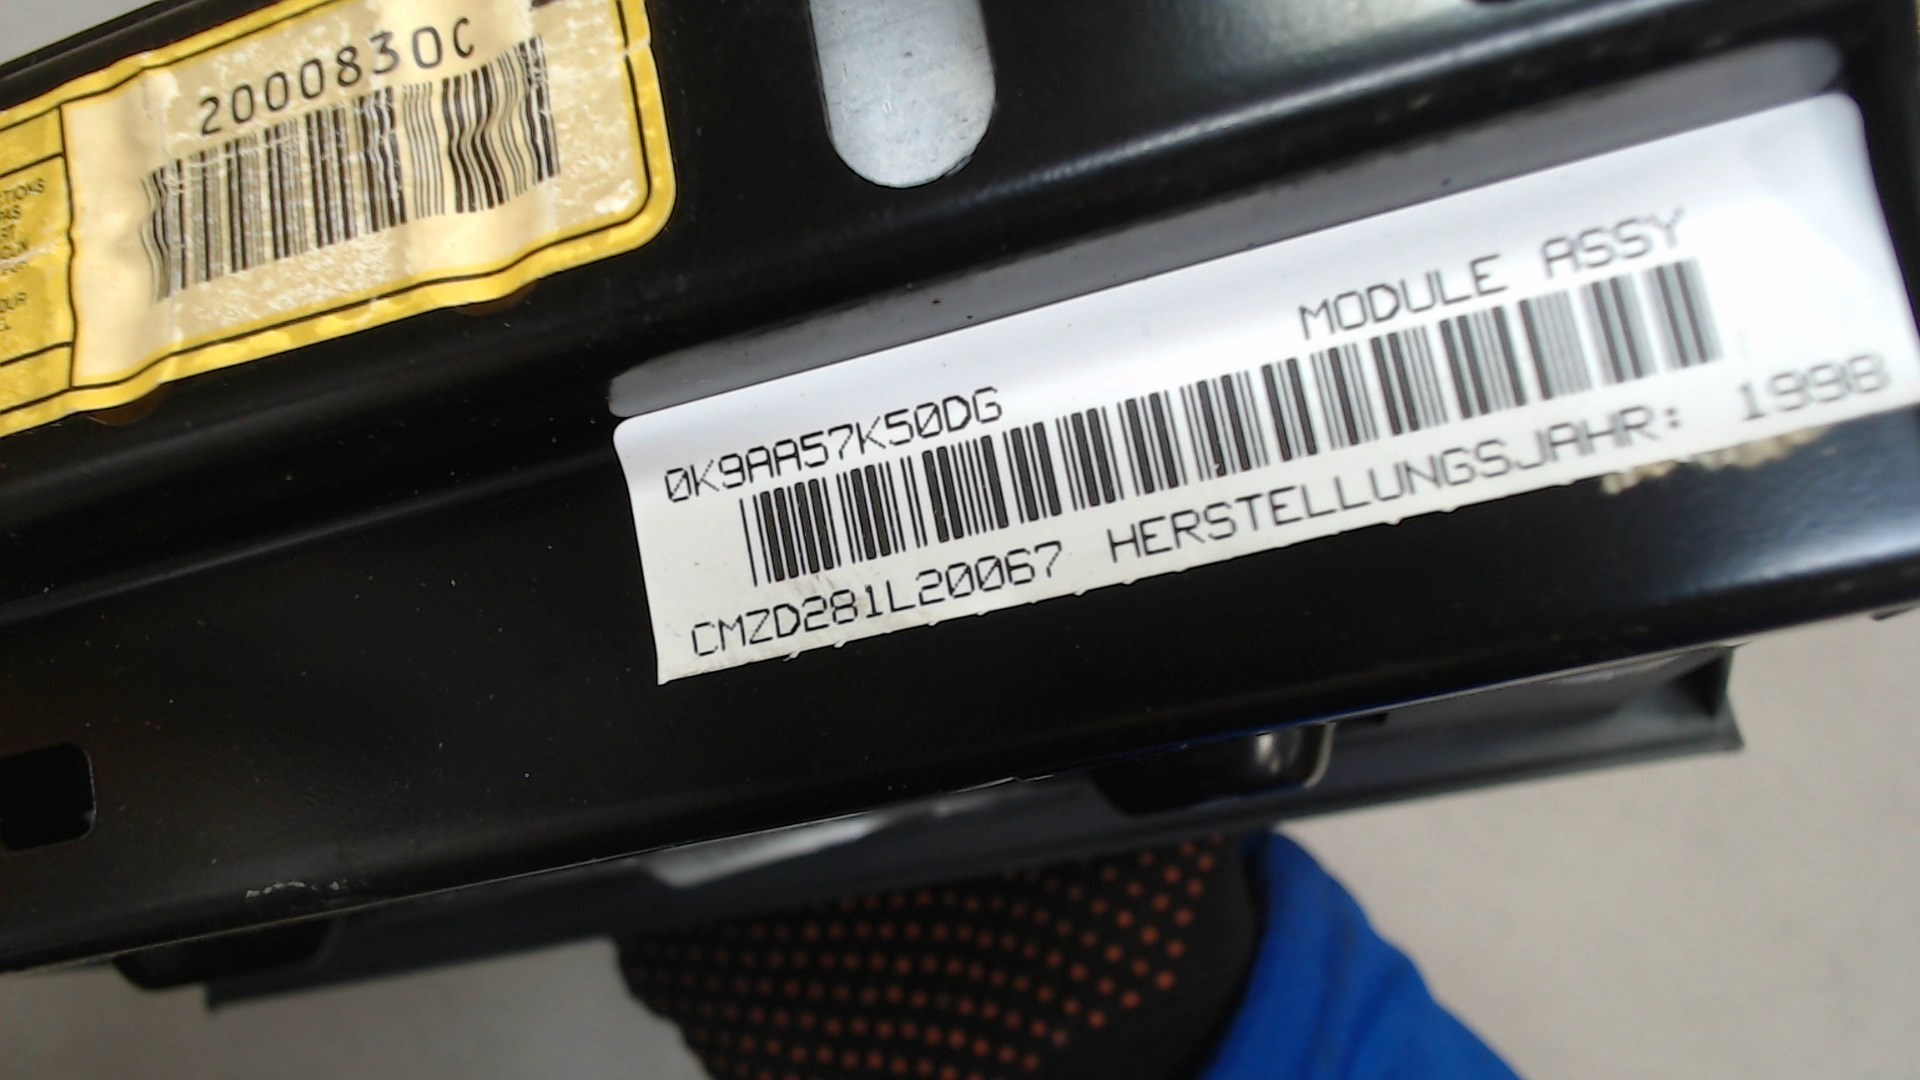 2000830C
0K9AA57K50DG MODULE ASSY
CMZD281L20067 HERSTELLUNGSJAHR: 1998